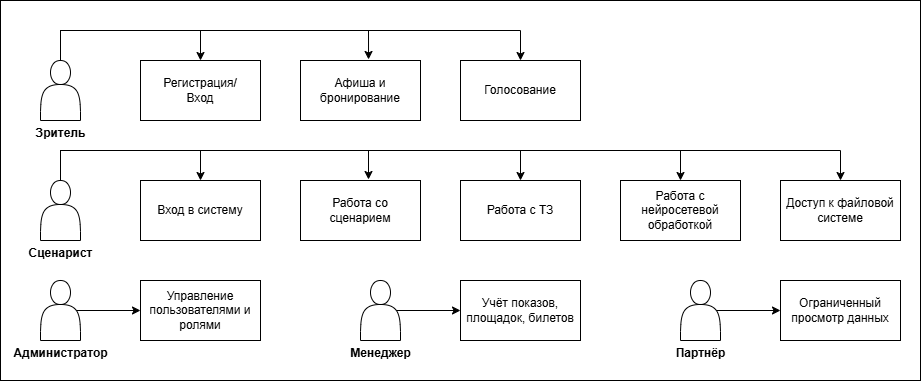 Регистрация/
Вход
Афиша и
бронирование
Голосование
Зритель
Вход в систему
Работа со
сценарием
Работа с ТЗ
Работа с
нейросетевой
обработкой
Доступ к файловой
системе
Сценарист
Управление
пользователями и
ролями
Учёт показов,
площадок, билетов
Ограниченный
просмотр данных
Администратор
Менеджер
Партнёр